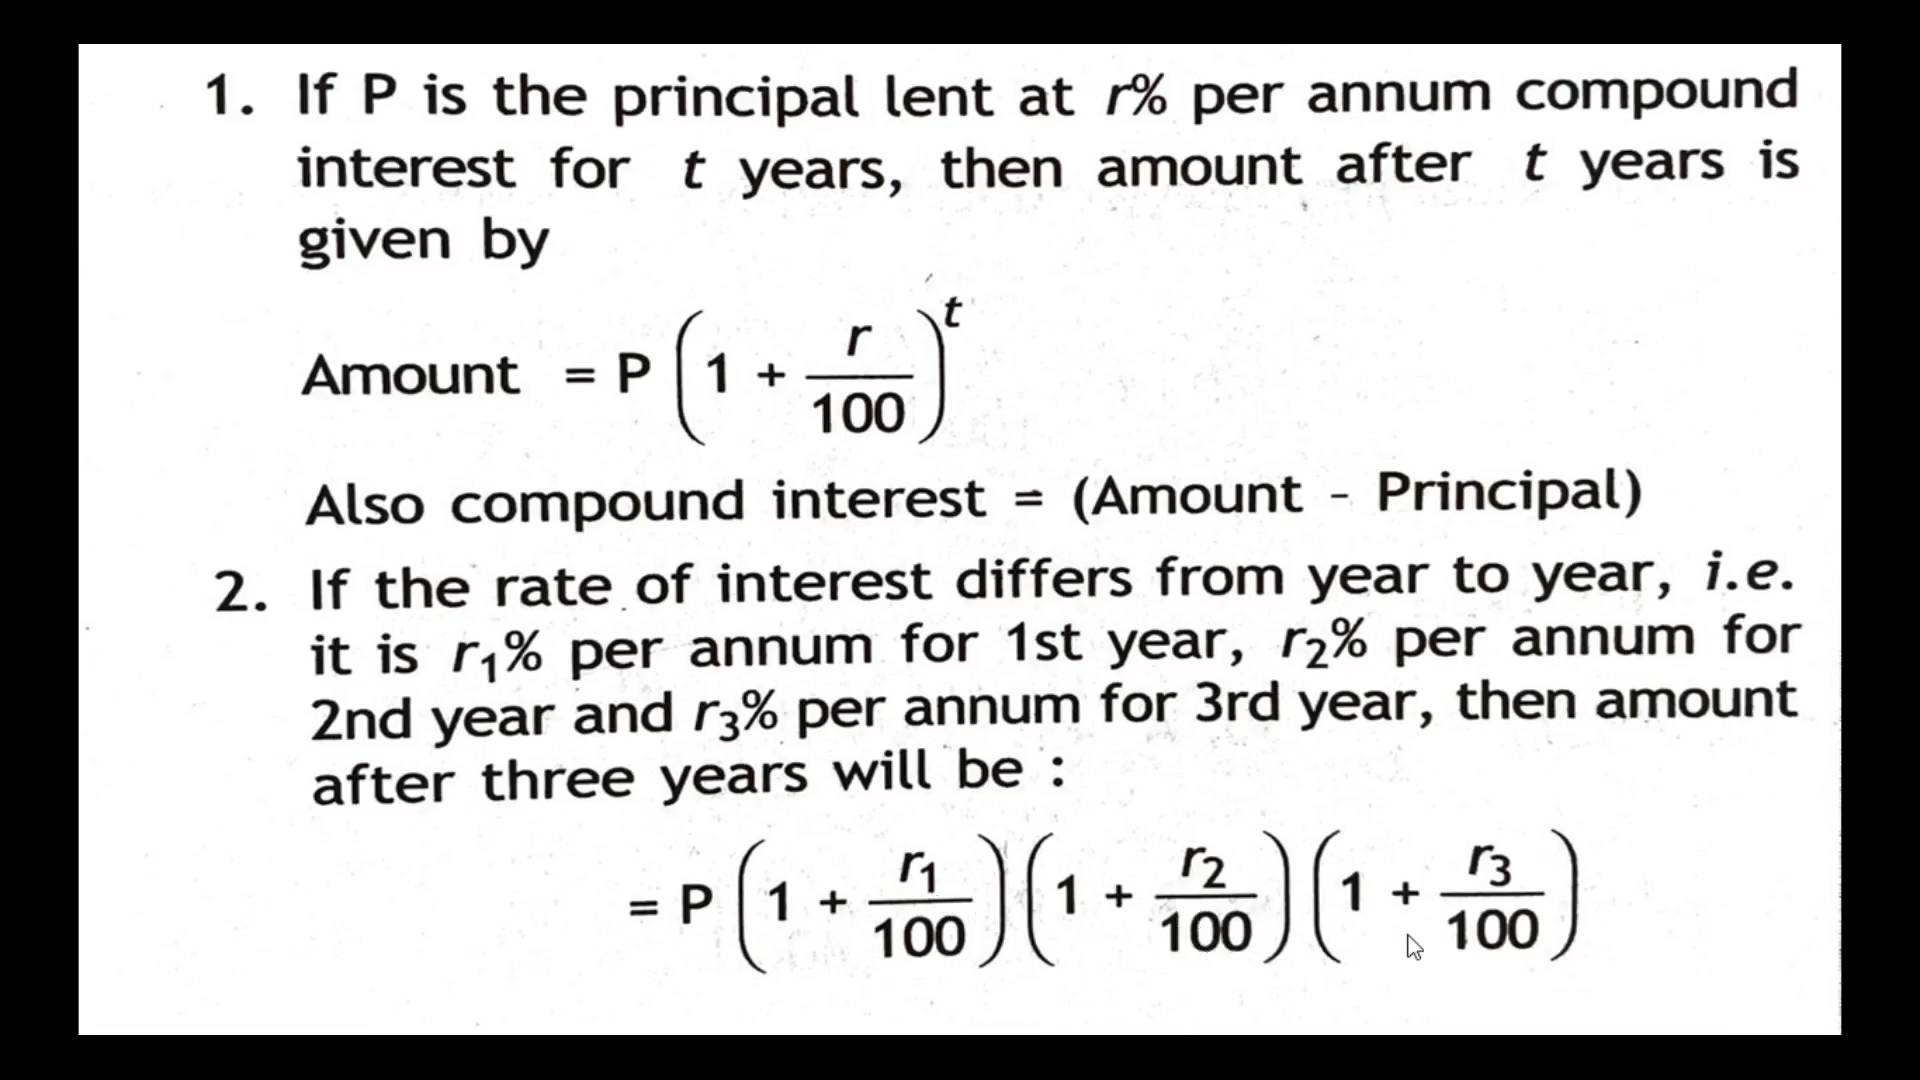 1. If P is the principal lent at r% per annum compound
interest for t years, then amount after t years is
given by
Amount = P (1 + r/100)^t
Also compound interest = (Amount - Principal)
2. If the rate of interest differs from year to year, i.e.
it is r₁% per annum for 1st year, r₂% per annum for
2nd year and r₃% per annum for 3rd year, then amount
after three years will be :
= P (1 + r₁/100) (1 + r₂/100) (1 + r₃/100)